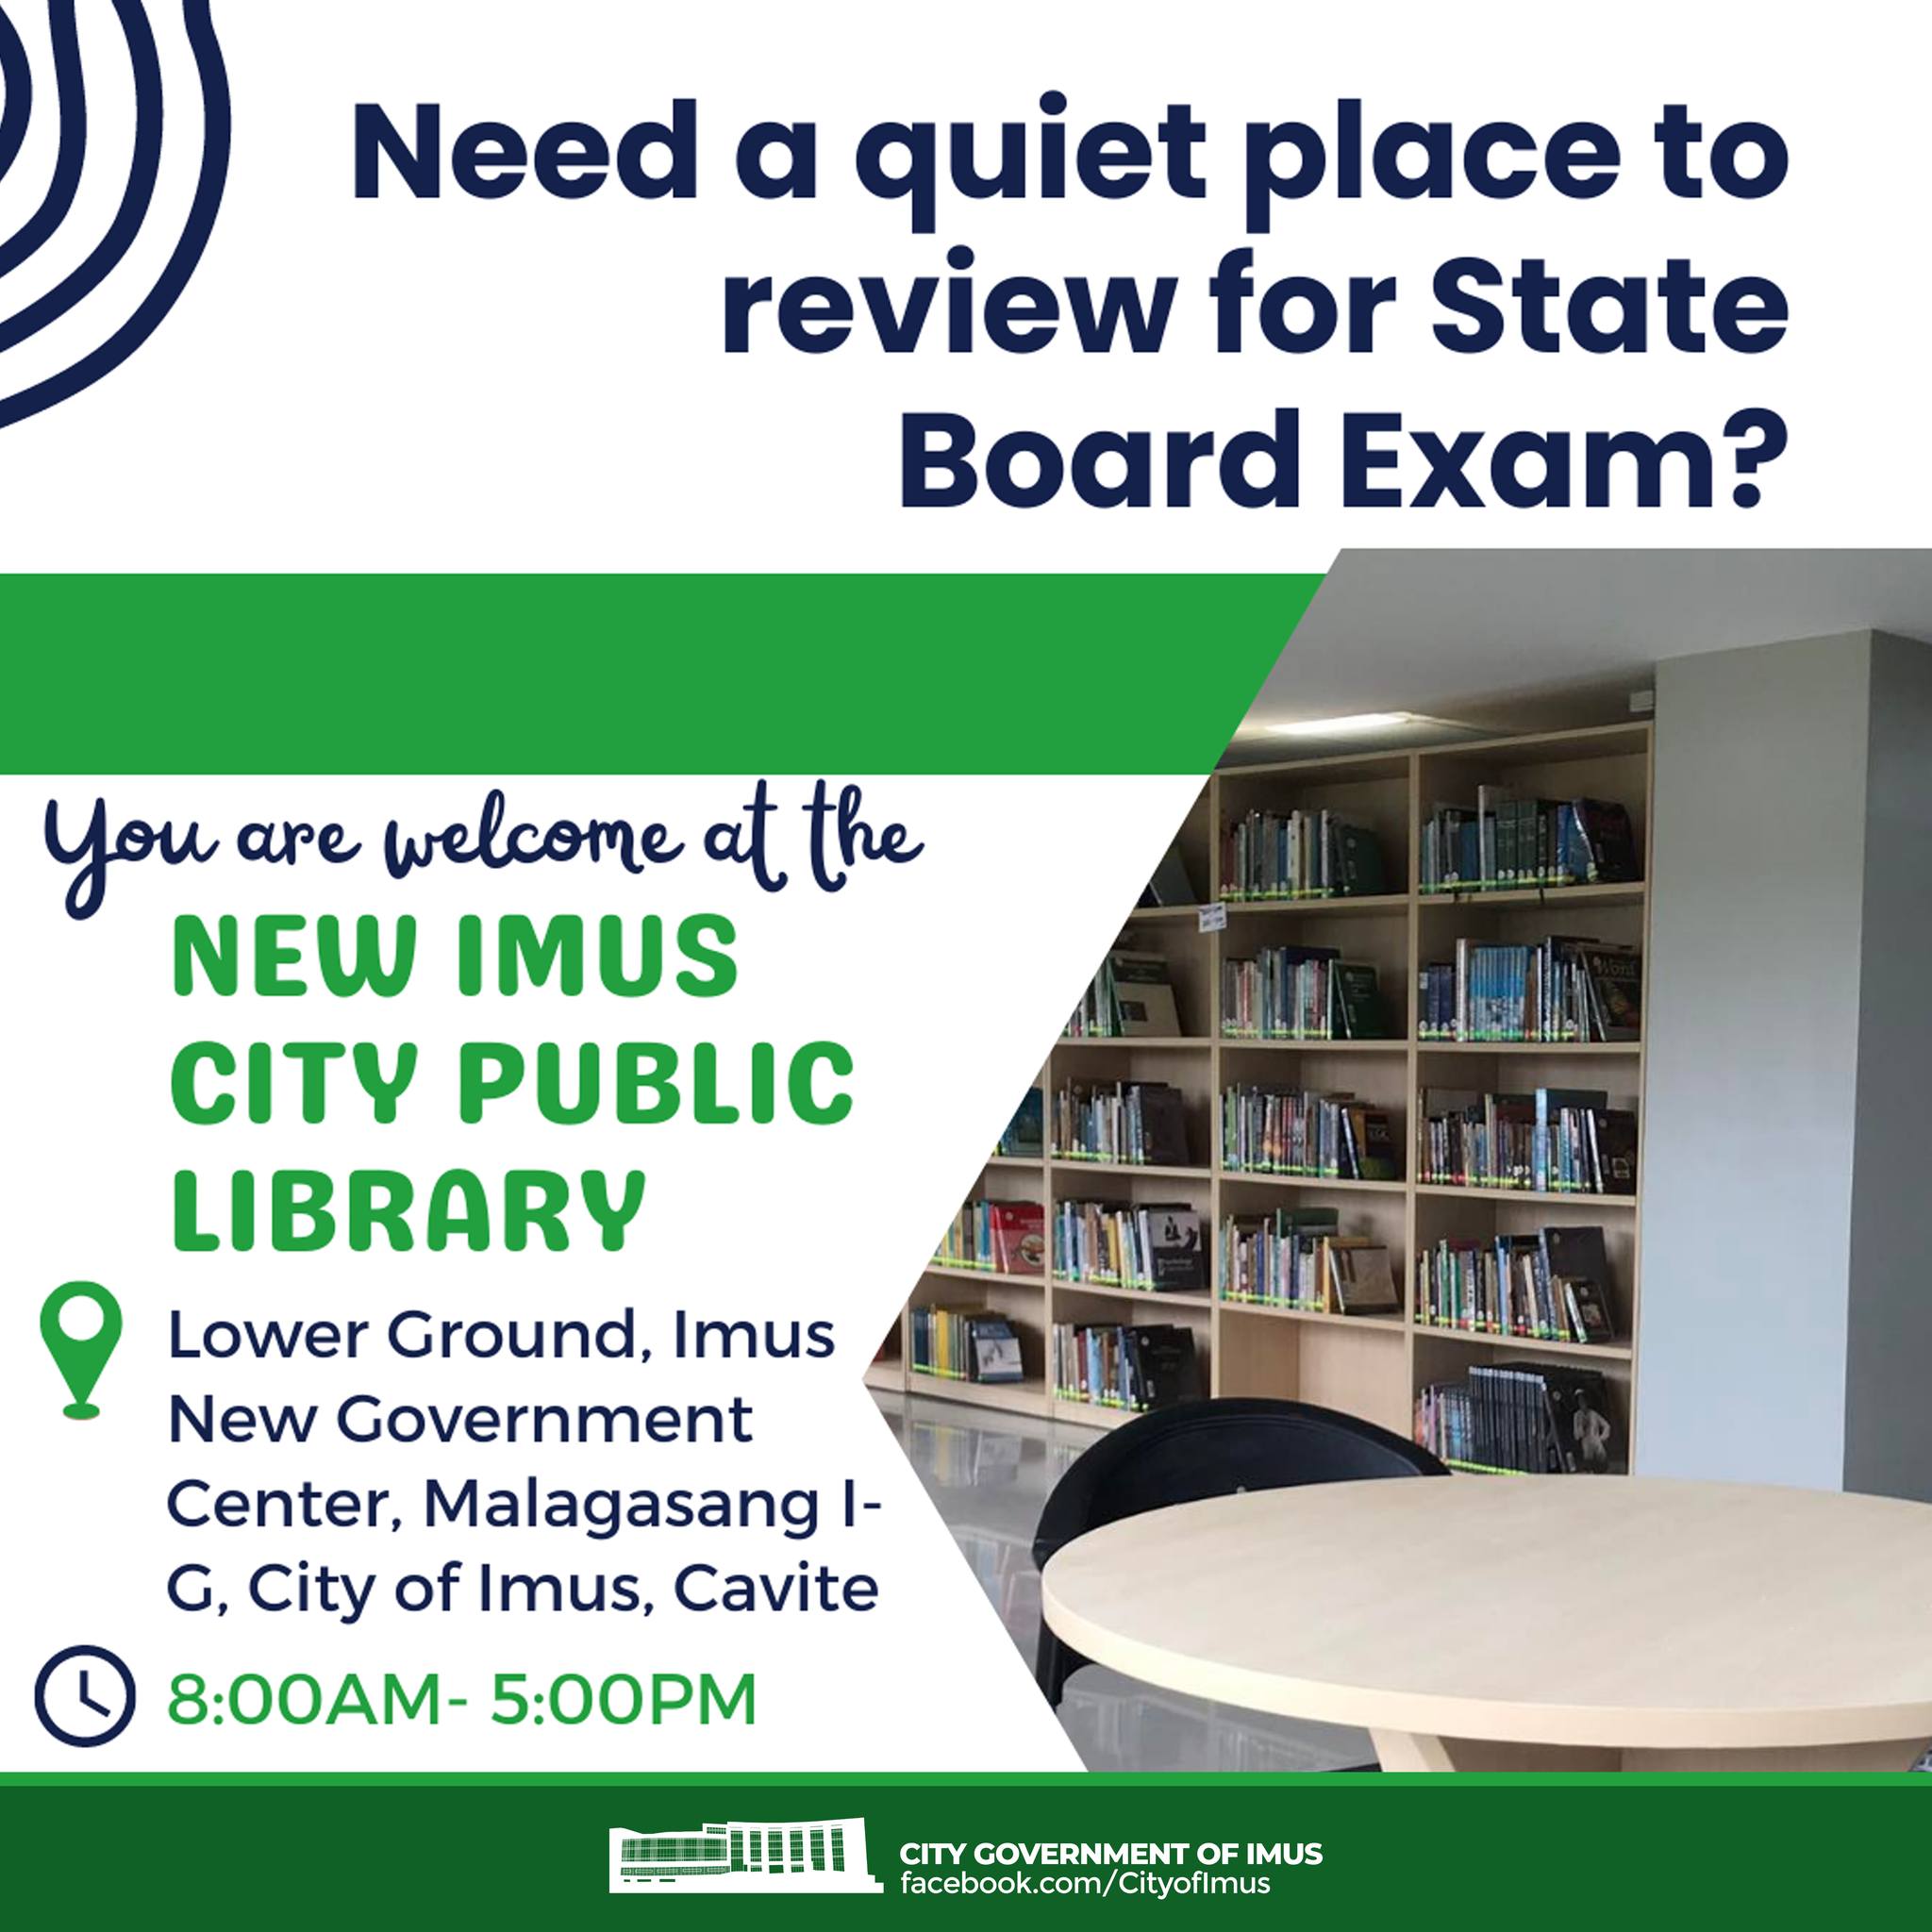 Need a quiet place to
review for State
Board Exam?
You are welcome at the
NEW IMUS
CITY PUBLIC
LIBRARY
Lower Ground, Imus
New Government
Center, Malagasang I-
G, City of Imus, Cavite
8:00AM- 5:00PM
CITY GOVERNMENT OF IMUS
facebook.com/CityofImus